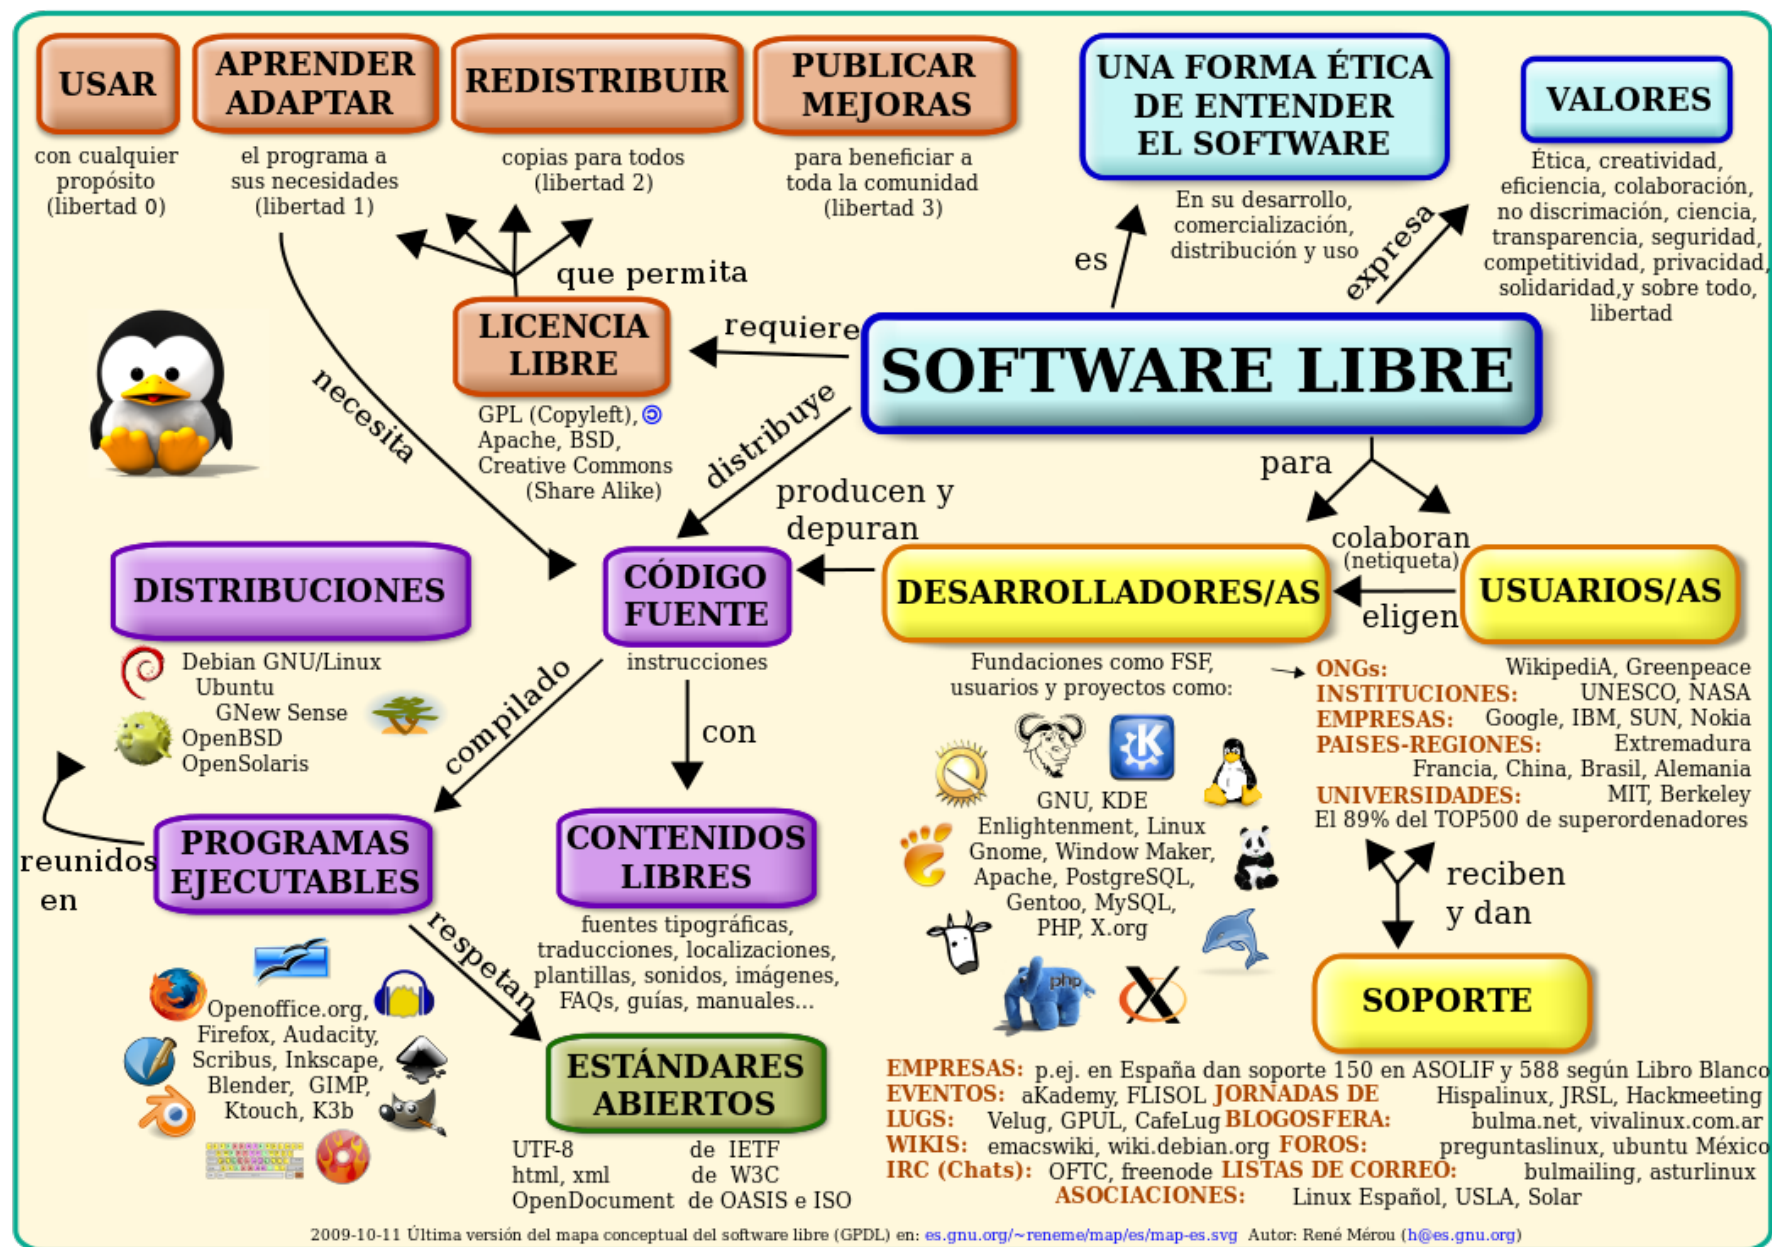 USAR
con cualquier
propósito
(libertad 0)
APRENDER
ADAPTAR
el programa a
sus necesidades
(libertad 1)
REDISTRIBUIR
copias para todos
(libertad 2)
PUBLICAR
MEJORAS
para beneficiar a
toda la comunidad
(libertad 3)
UNA FORMA ÉTICA
DE ENTENDER
EL SOFTWARE
En su desarrollo,
comercialización,
distribución y uso
VALORES
Ética, creatividad,
eficiencia, colaboración,
no discrimación, ciencia,
transparencia, seguridad,
competitividad, privacidad,
solidaridad,y sobre todo,
libertad
es
expresa
que permita
LICENCIA
LIBRE
requiere
SOFTWARE LIBRE
GPL (Copyleft),
Apache, BSD,
Creative Commons
(Share Alike)
necesita
distribuye
para
producen y
depuran
colaboran
(netiqueta)
eligen
DISTRIBUCIONES
Debian GNU/Linux
Ubuntu
GNew Sense
OpenBSD
OpenSolaris
CÓDIGO
FUENTE
instrucciones
DESARROLLADORES/AS
Fundaciones como FSF,
usuarios y proyectos como:
USUARIOS/AS
ONGs: WikipediA, Greenpeace
INSTITUCIONES: UNESCO, NASA
EMPRESAS: Google, IBM, SUN, Nokia
PAISES-REGIONES: Extremadura
Francia, China, Brasil, Alemania
UNIVERSIDADES: MIT, Berkeley
El 89% del TOP500 de superordenadores
compilado
con
K
GNU, KDE
Enlightenment, Linux
Gnome, Window Maker,
Apache, PostgreSQL,
Gentoo, MySQL,
PHP, X.org
php
reunidos
en
PROGRAMAS
EJECUTABLES
respetan
Openoffice.org,
Firefox, Audacity,
Scribus, Inkscape,
Blender, GIMP,
Ktouch, K3b
CONTENIDOS
LIBRES
fuentes tipográficas,
traducciones, localizaciones,
plantillas, sonidos, imágenes,
FAQs, guías, manuales...
ESTÁNDARES
ABIERTOS
UTF-8 de IETF
html, xml de W3C
OpenDocument de OASIS e ISO
reciben
y dan
SOPORTE
EMPRESAS: p.ej. en España dan soporte 150 en ASOLIF y 588 según Libro Blanco
EVENTOS: aKademy, FLISOL JORNADAS DE Hispalinux, JRSL, Hackmeeting
LUGS: Velug, GPUL, CafeLug BLOGOSFERA: bulma.net, vivalinux.com.ar
WIKIS: emacswiki, wiki.debian.org FOROS: preguntaslinux, ubuntu México
IRC (Chats): OFTC, freenode LISTAS DE CORREO: bulmailing, asturlinux
ASOCIACIONES: Linux Español, USLA, Solar
2009-10-11 Última versión del mapa conceptual del software libre (GPDL) en: es.gnu.org/~reneme/map/es/map-es.svg Autor: René Mérou (h@es.gnu.org)